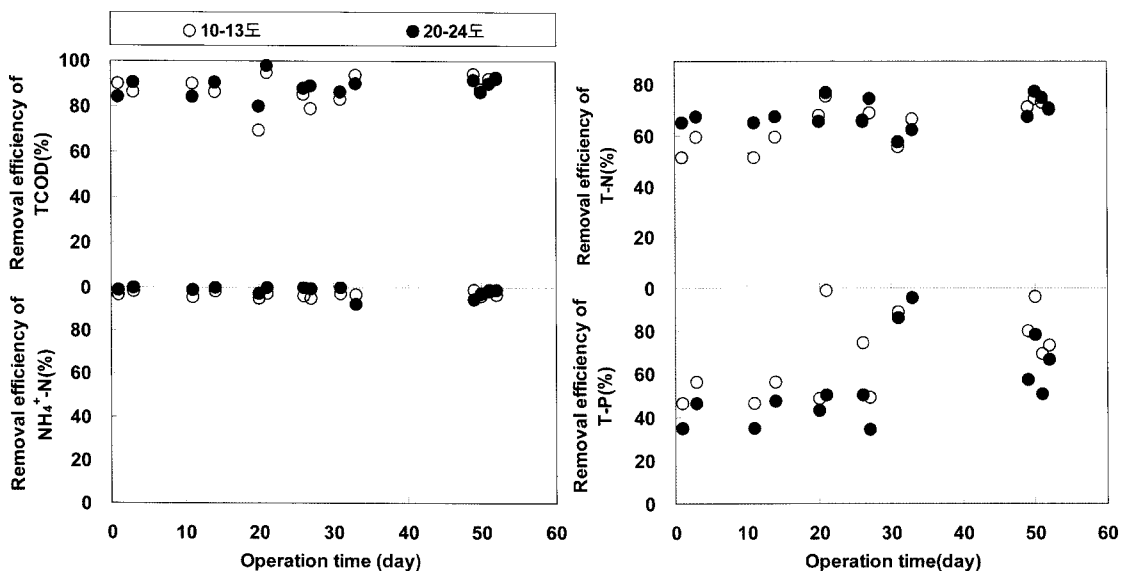 10-13도
20-24도
Removal efficiency of
TCOD(%)
100
80
60
40
20
0
Removal efficiency of
NH₄⁺-N(%)
80
60
40
20
0
0 10 20 30 40 50 60
Operation time (day)
Removal efficiency of
T-N(%)
80
60
40
20
0
Removal efficiency of
T-P(%)
80
60
40
20
0
0 10 20 30 40 50 60
Operation time(day)